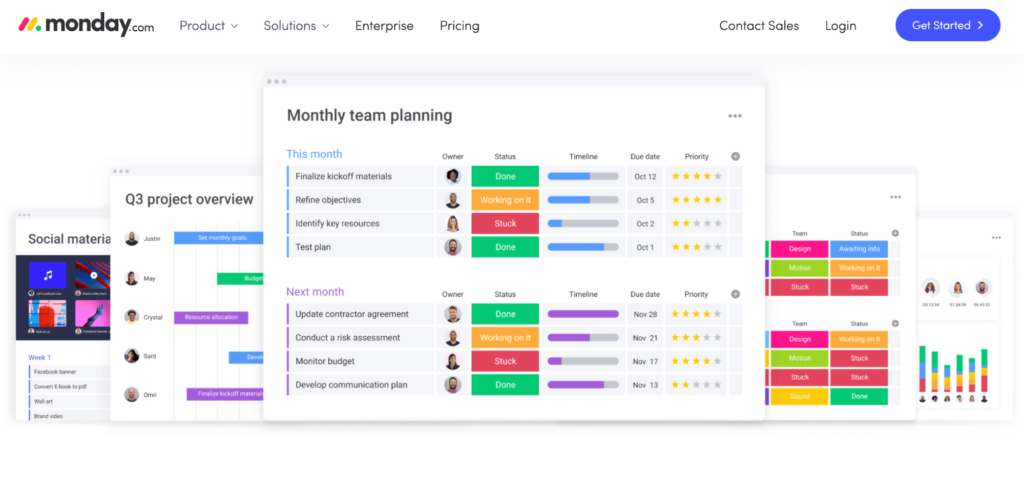 monday.com Product Solutions Enterprise Pricing Contact Sales Login Get Started
Monthly team planning
This month Owner Status Timeline Due date Priority
Finalize kickoff materials Done Oct 12
Refine objectives Working on it Oct 5
Identify key resources Stuck Oct 2
Test plan Done Oct 1
Next month Owner Status Timeline Due date Priority
Update contractor agreement Done Nov 28
Conduct a risk assessment Working on it Nov 21
Monitor budget Stuck Nov 17
Develop communication plan Done Nov 13
Q3 project overview
Justin Set monthly goals
May Budget
Crystal Resource allocation
Sarit Develo
Omri Finalize kickoff materials
Social materia
Week 1
Facebook banner
Convert E-book to pdf
Wall art
Brand video
Team Status
Design Awaiting info
Motion Working on it
Stuck Stuck
Team Status
Design Working on it
Motion Stuck
Stuck Stuck
Sound Done